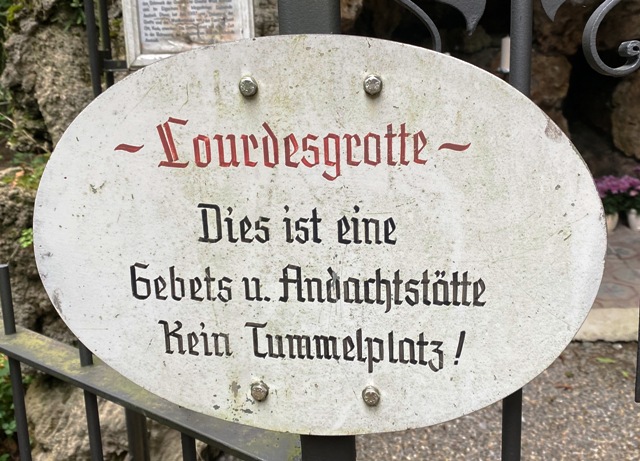 ~ Lourdesgrotte ~
Dies ist eine
Gebets u. Andachtstätte
Kein Tummelplatz!